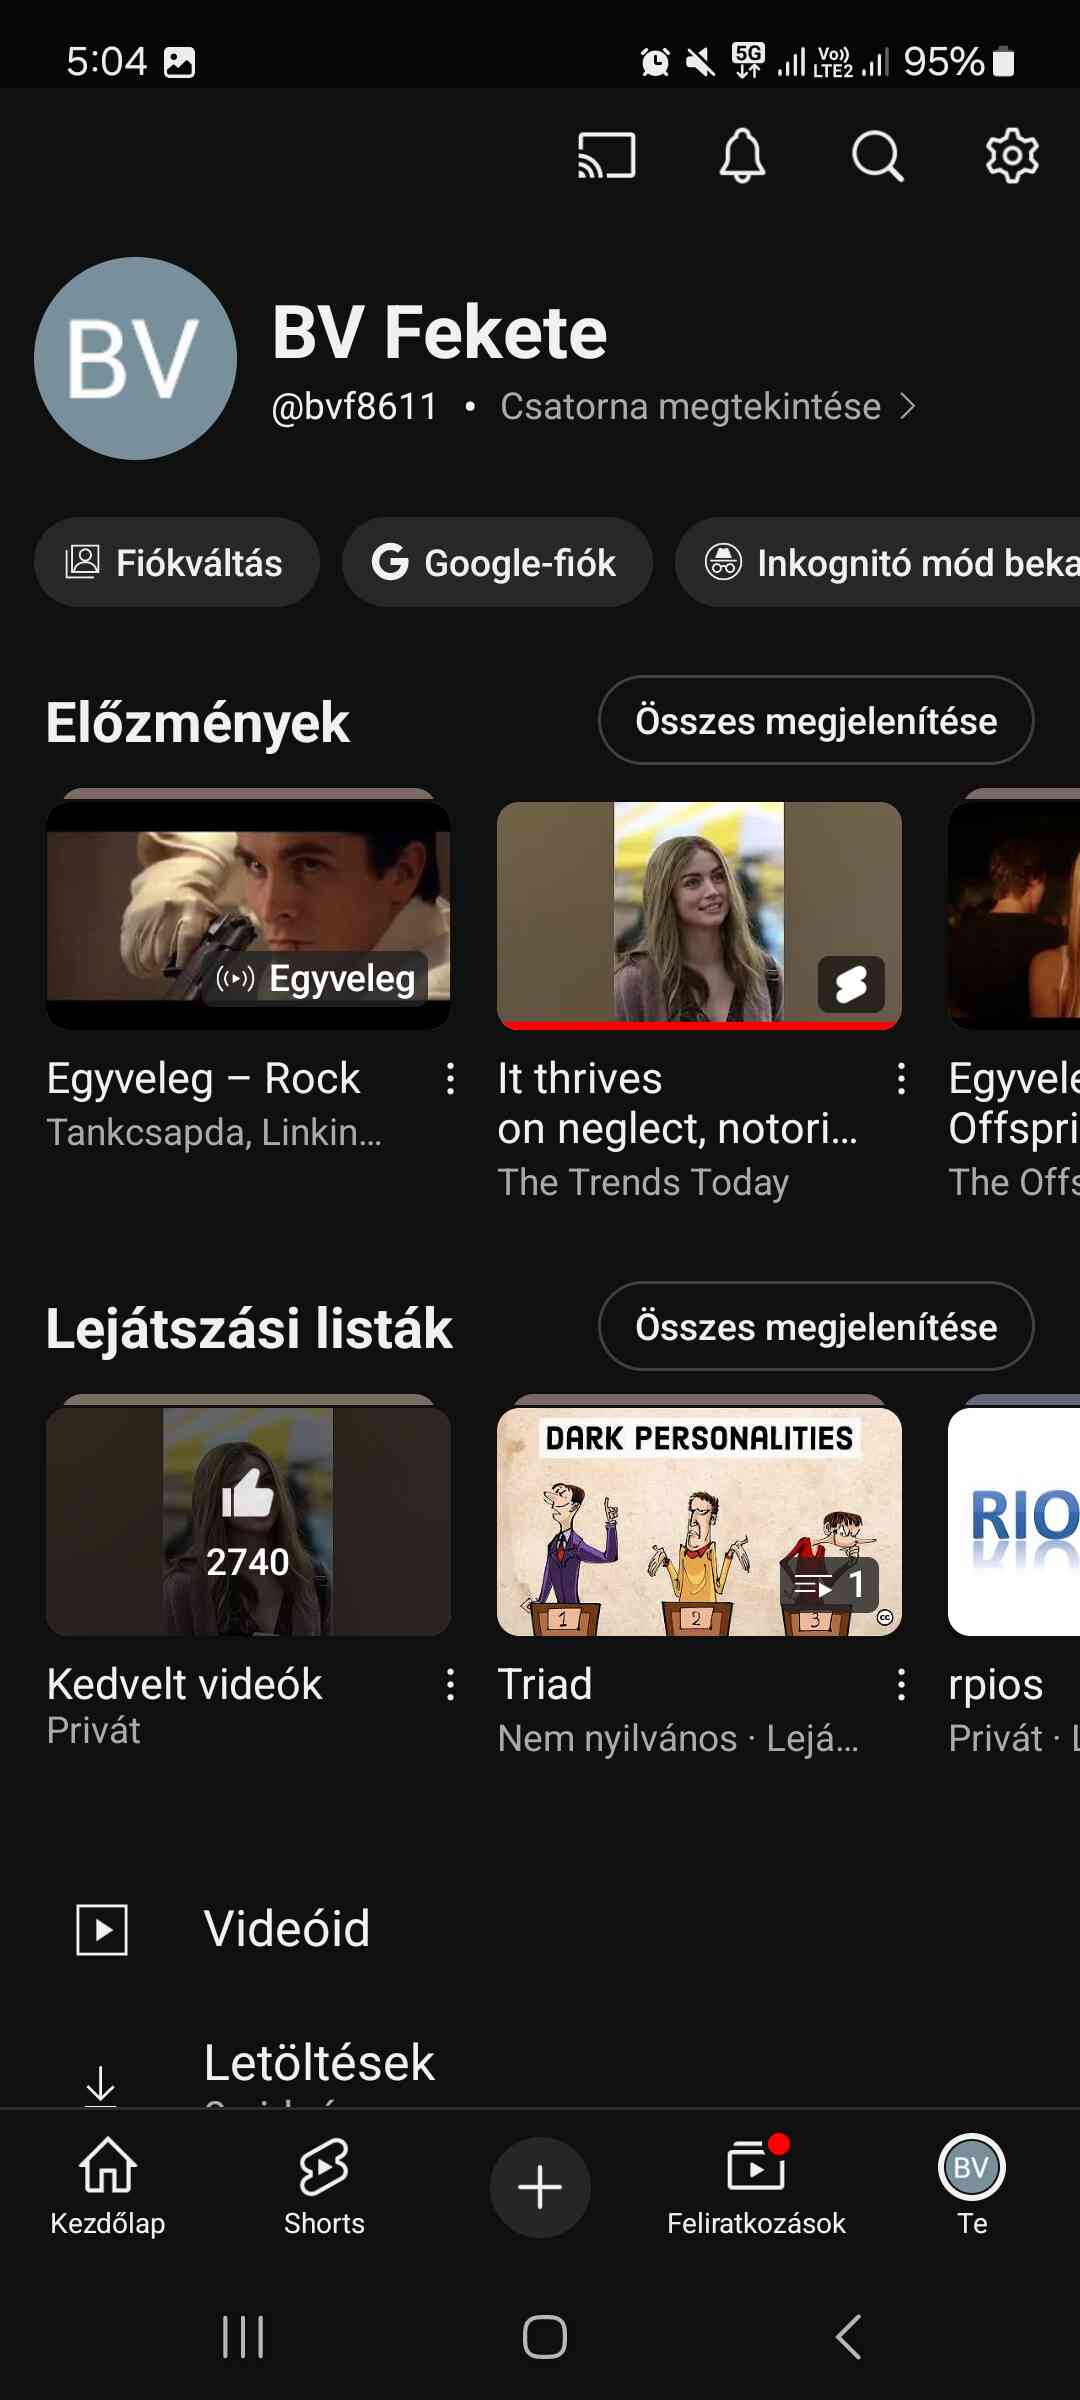 5:04
5G
Vo))
LTE2
95%
BV
BV Fekete
@bvf8611 • Csatorna megtekintése
Fiókváltás
Google-fiók
Inkognitó mód beka
Előzmények
Összes megjelenítése
Egyveleg
Egyveleg – Rock
Tankcsapda, Linkin...
It thrives
on neglect, notori...
The Trends Today
Egyvele
Offspri
The Offs
Lejátszási listák
Összes megjelenítése
2740
Kedvelt videók
Privát
DARK PERSONALITIES
1
2
3
cc
1
Triad
Nem nyilvános · Lejá...
RIO
rpios
Privát · L
Videóid
Letöltések
Kezdőlap
Shorts
Feliratkozások
BV
Te